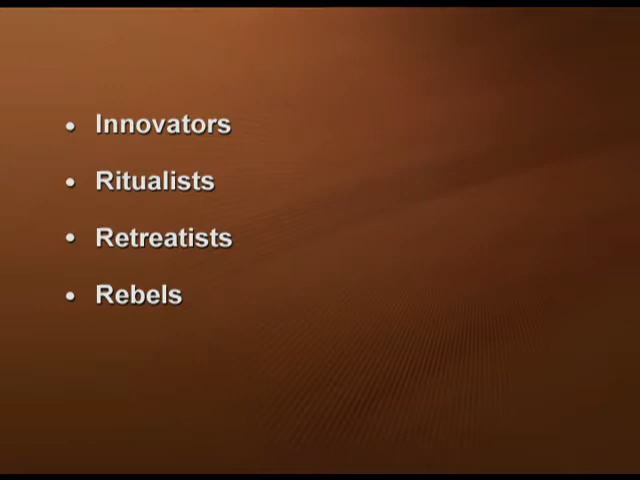 • Innovators
• Ritualists
• Retreatists
• Rebels